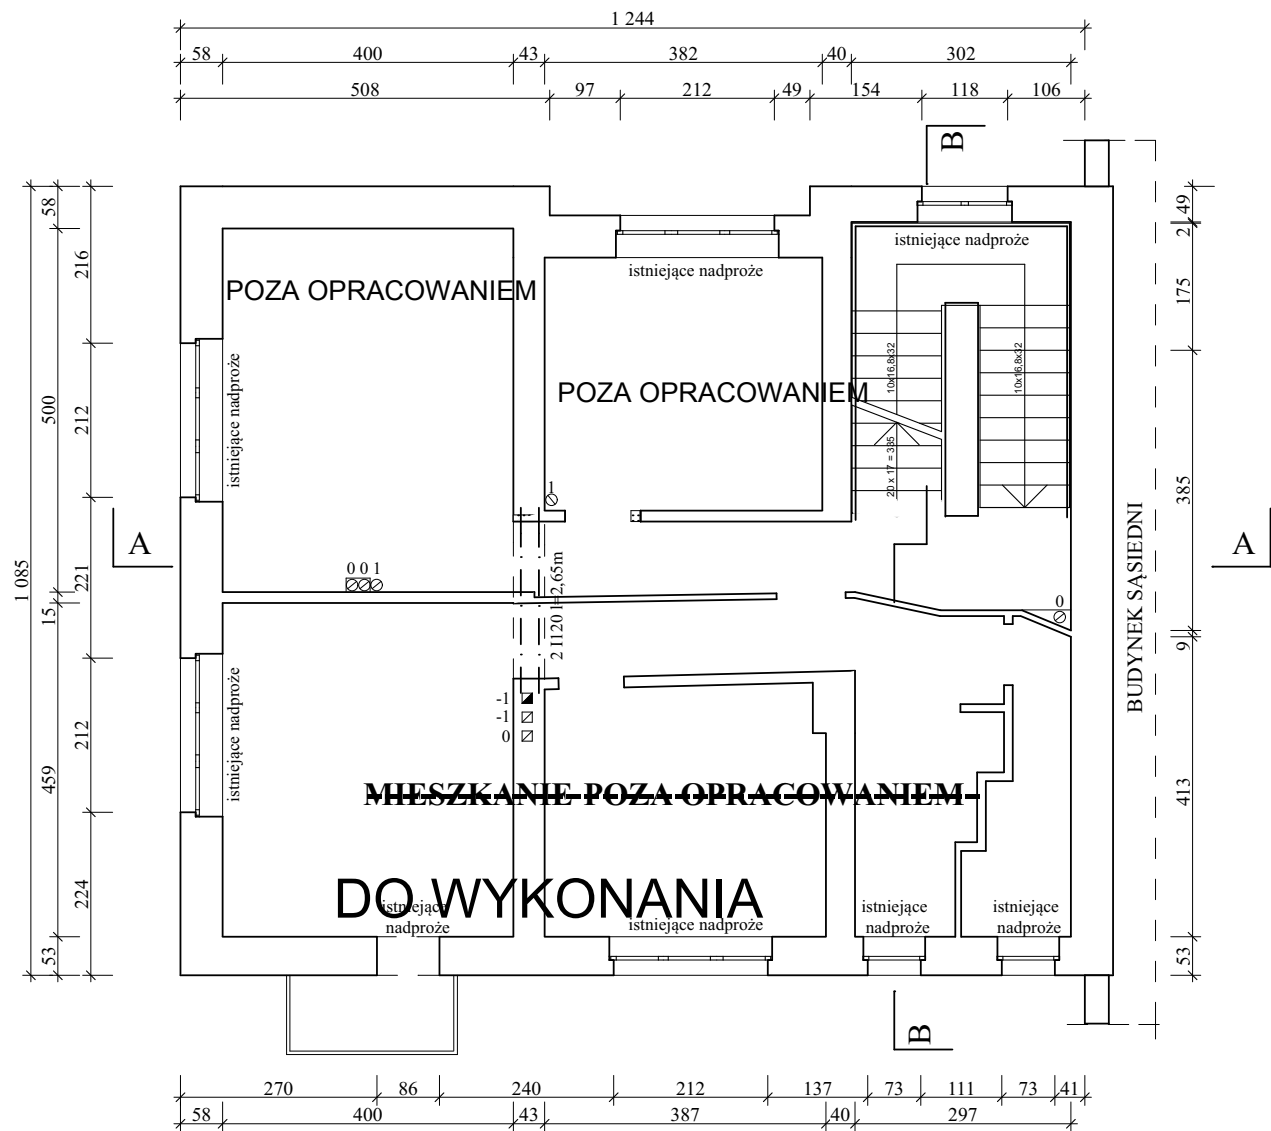 1 244
58 400 43 382 40 302
508 97 212 49 154 118 106
B
58
216
49
2
istniejące nadproże
istniejące nadproże
POZA OPRACOWANIEM
175
10x16,8x32
10x16,8x32
istniejące nadproże
POZA OPRACOWANIEM
500
212
20 x 17 = 335
385
1
A
A
0 0 1
2 I120 l=2,65m
221
1 085
15
0
9
BUDYNEK SĄSIEDNI
istniejące nadproże
-1
-1
0
212
459
MIESZKANIE POZA OPRACOWANIEM
413
DO WYKONANIA
224
istniejące
nadproże
istniejące nadproże
istniejące
nadproże
istniejące
nadproże
53
53
B
270 86 240 212 137 73 111 73 41
58 400 43 387 40 297